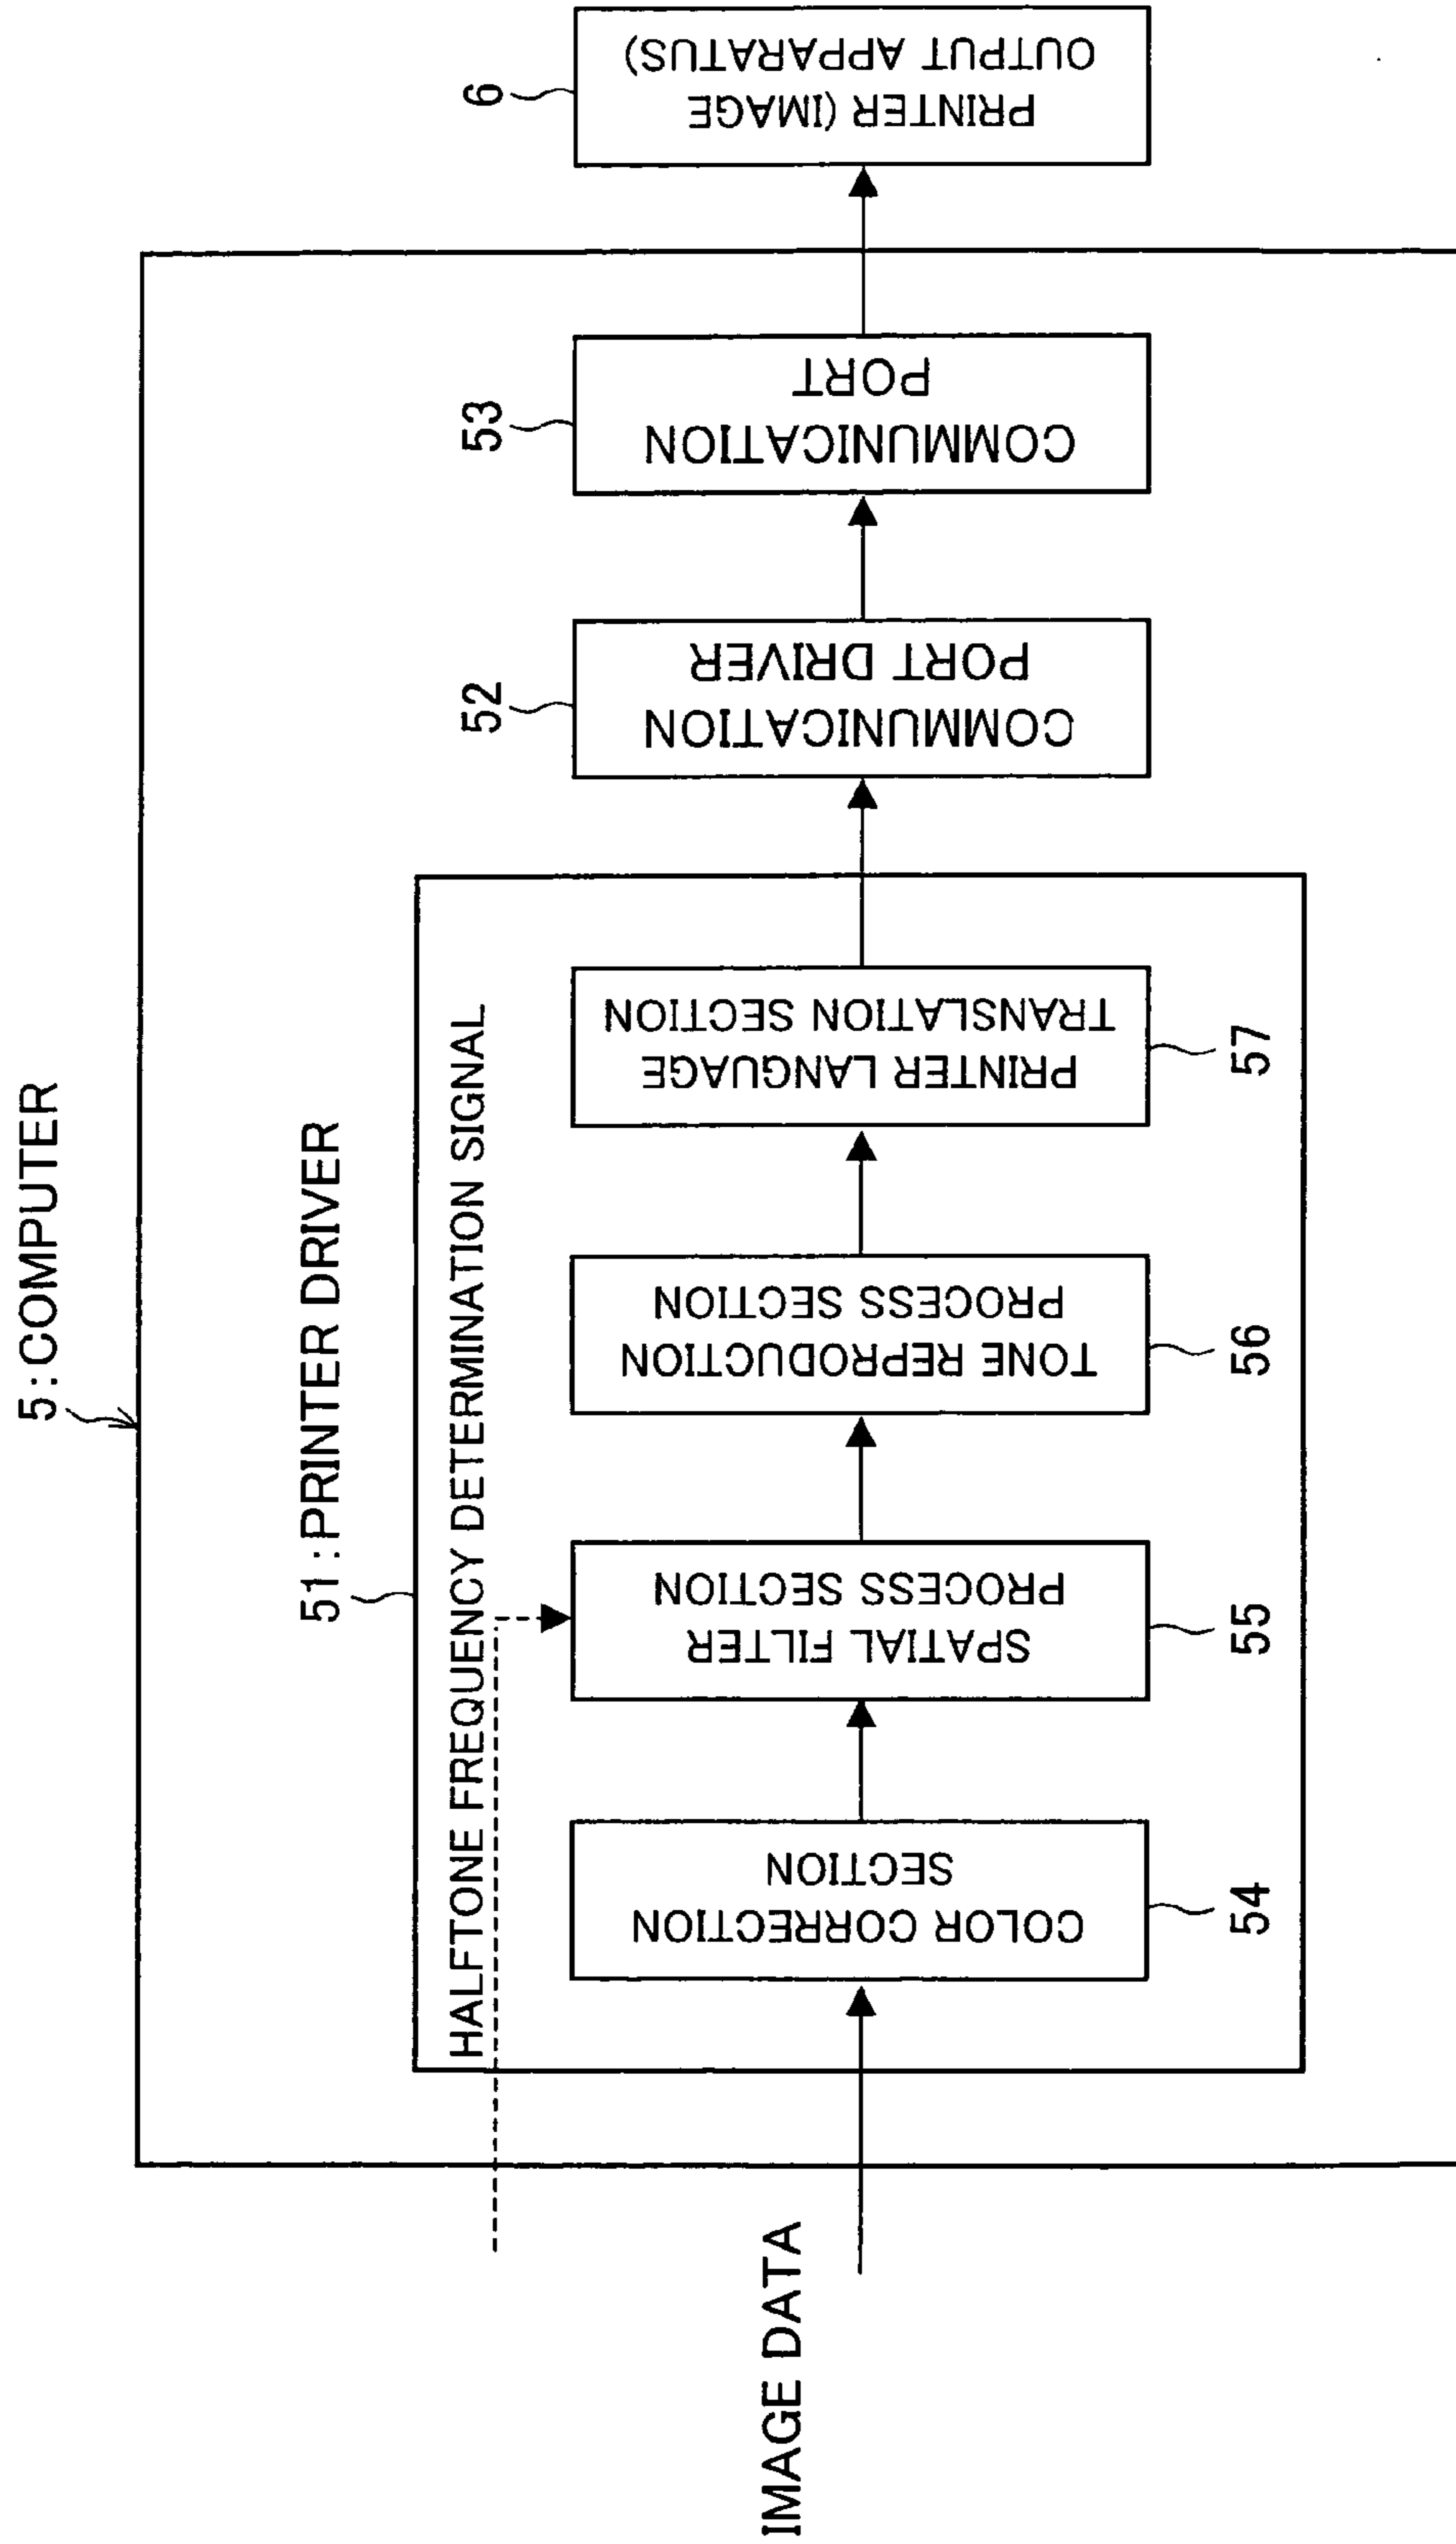 5:COMPUTER
51:PRINTER DRIVER
HALFTONE FREQUENCY DETERMINATION SIGNAL
IMAGE DATA
COLOR CORRECTION
SECTION
54
SPATIAL FILTER
PROCESS SECTION
55
TONE REPRODUCTION
PROCESS SECTION
56
PRINTER LANGUAGE
TRANSLATION SECTION
57
52
COMMUNICATION
PORT DRIVER
53
COMMUNICATION
PORT
6
PRINTER (IMAGE
OUTPUT APPARATUS)